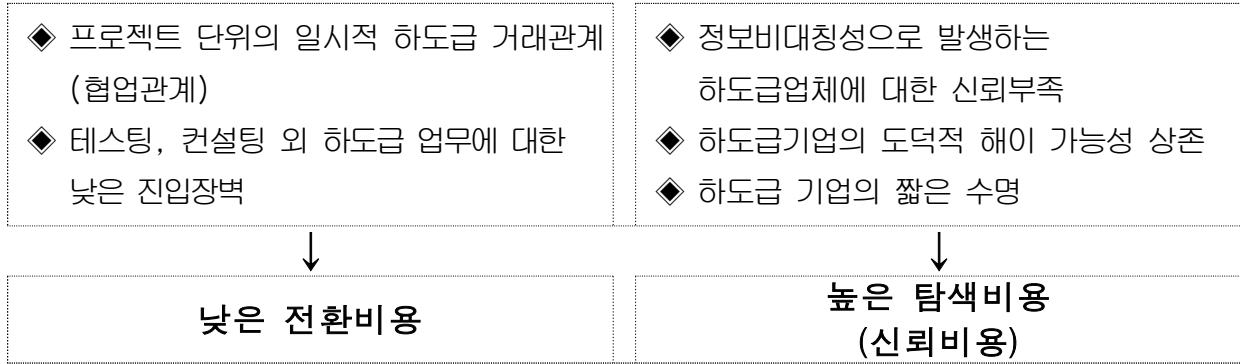 ◈ 프로젝트 단위의 일시적 하도급 거래관계
(협업관계)
◈ 테스팅, 컨설팅 외 하도급 업무에 대한
낮은 진입장벽
◈ 정보비대칭성으로 발생하는
하도급업체에 대한 신뢰부족
◈ 하도급기업의 도덕적 해이 가능성 상존
◈ 하도급 기업의 짧은 수명
↓
↓
낮은 전환비용
높은 탐색비용
(신뢰비용)